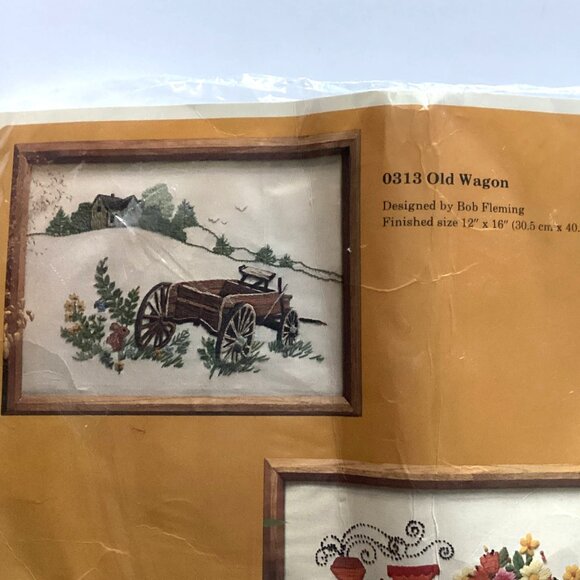 0313 Old Wagon
Designed by Bob Fleming
Finished size 12" x 16" (30.5 cm x 40.